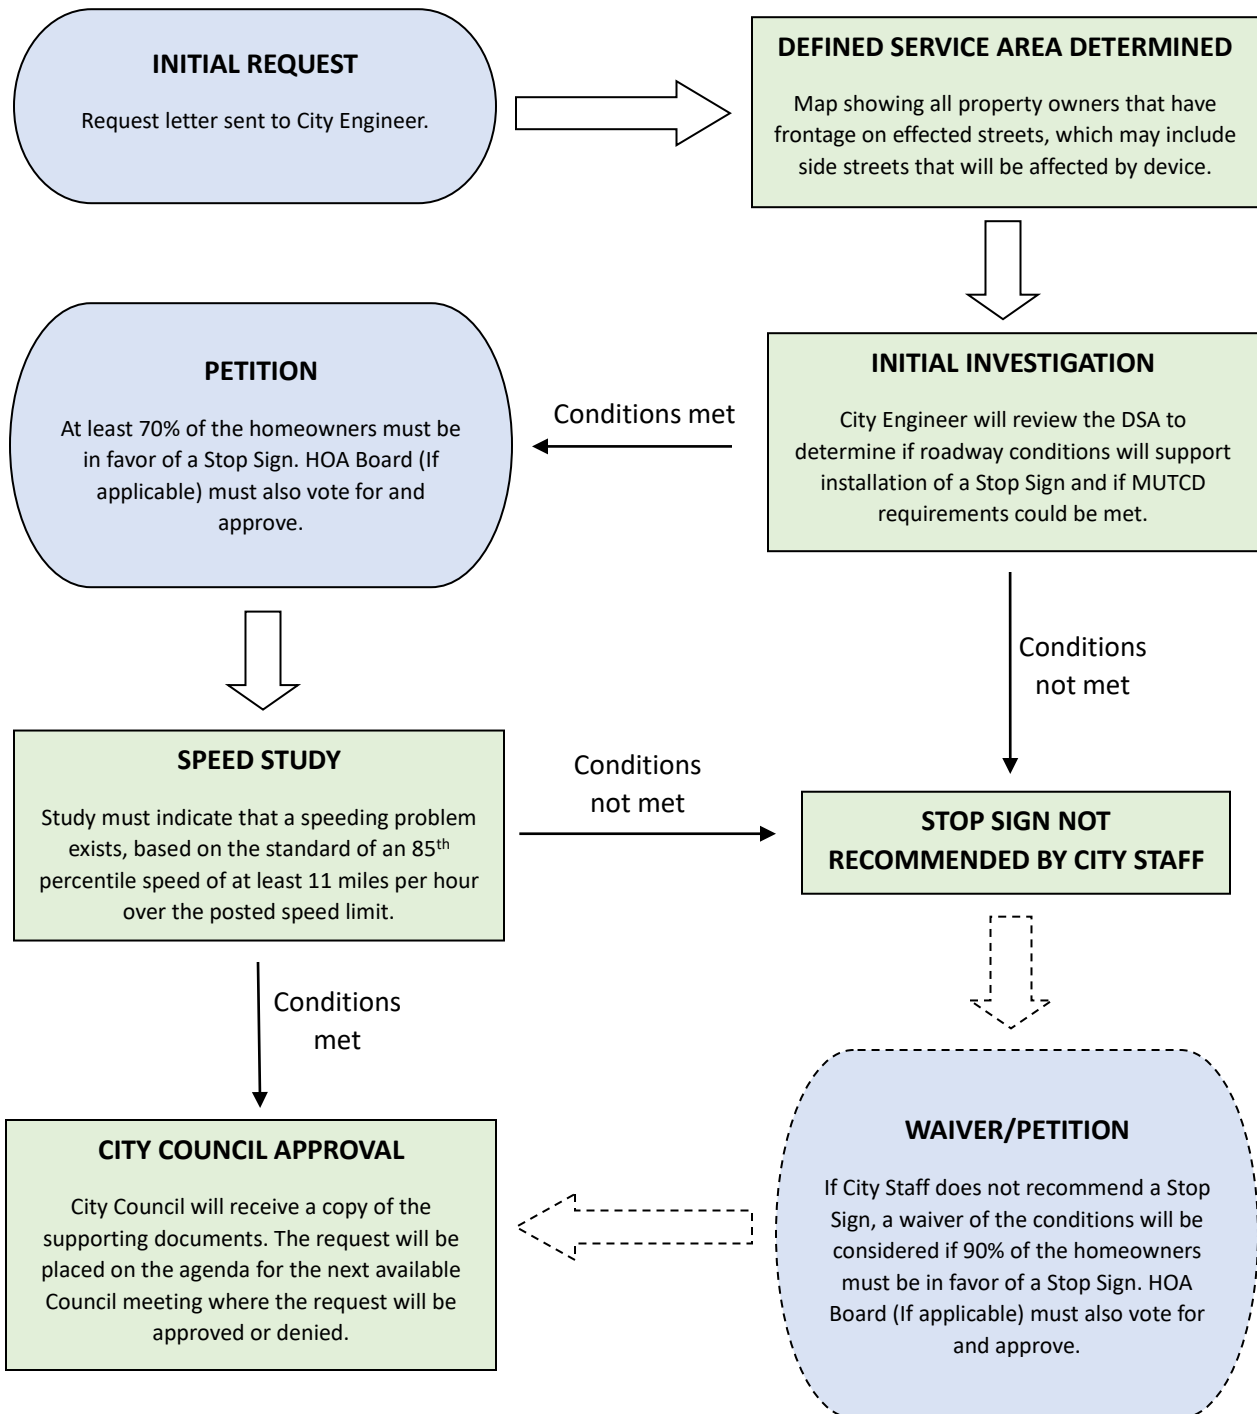 INITIAL REQUEST
Request letter sent to City Engineer.
DEFINED SERVICE AREA DETERMINED
Map showing all property owners that have
frontage on effected streets, which may include
side streets that will be affected by device.
INITIAL INVESTIGATION
City Engineer will review the DSA to
determine if roadway conditions will support
installation of a Stop Sign and if MUTCD
requirements could be met.
Conditions met
PETITION
At least 70% of the homeowners must be
in favor of a Stop Sign. HOA Board (If
applicable) must also vote for and
approve.
Conditions
not met
SPEED STUDY
Study must indicate that a speeding problem
exists, based on the standard of an 85th
percentile speed of at least 11 miles per hour
over the posted speed limit.
Conditions
not met
STOP SIGN NOT
RECOMMENDED BY CITY STAFF
Conditions
met
CITY COUNCIL APPROVAL
City Council will receive a copy of the
supporting documents. The request will be
placed on the agenda for the next available
Council meeting where the request will be
approved or denied.
WAIVER/PETITION
If City Staff does not recommend a Stop
Sign, a waiver of the conditions will be
considered if 90% of the homeowners
must be in favor of a Stop Sign. HOA
Board (If applicable) must also vote for
and approve.